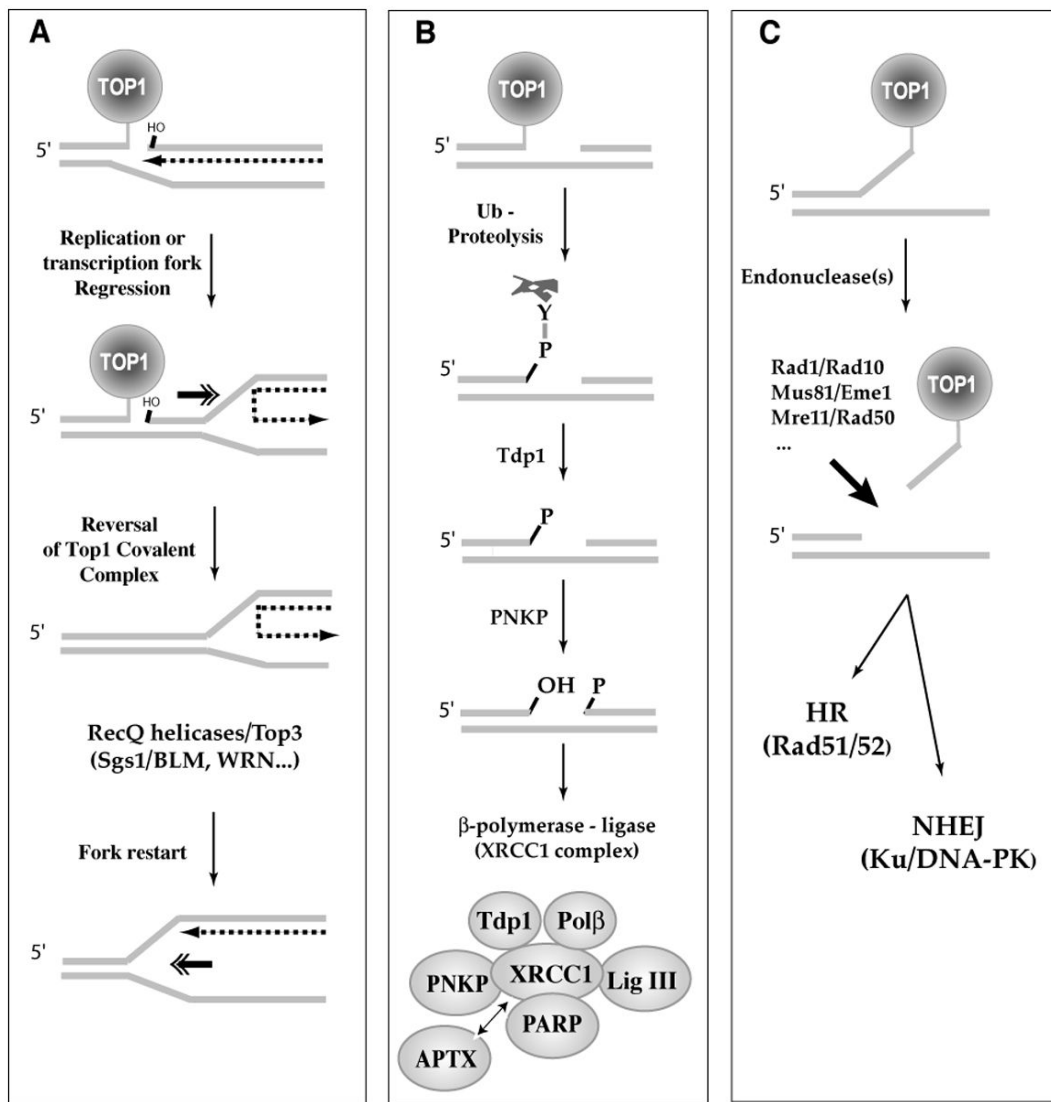 A
TOP1
HO
5'
Replication or
transcription fork
Regression
TOP1
HO
5'
Reversal
of Top1 Covalent
Complex
5'
RecQ helicases/Top3
(Sgs1/BLM, WRN...)
Fork restart
5'
B
TOP1
5'
Ub -
Proteolysis
Y
P
5'
Tdp1
P
5'
PNKP
OH P
5'
β-polymerase - ligase
(XRCC1 complex)
Tdp1 Polβ
PNKP XRCC1 Lig III
PARP
APTX
C
TOP1
5'
Endonuclease(s)
Rad1/Rad10
Mus81/Eme1
Mre11/Rad50
...
TOP1
5'
HR
(Rad51/52)
NHEJ
(Ku/DNA-PK)